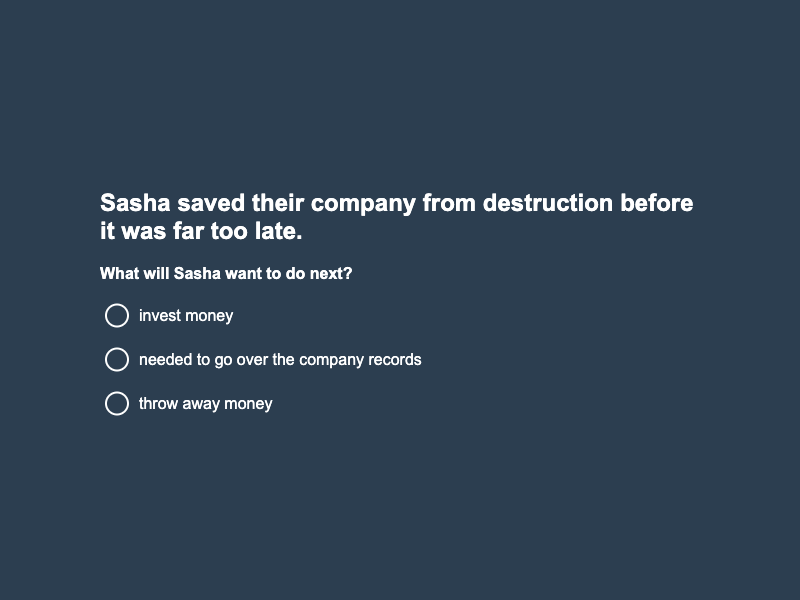 Sasha saved their company from destruction before
it was far too late.
What will Sasha want to do next?
invest money
needed to go over the company records
throw away money